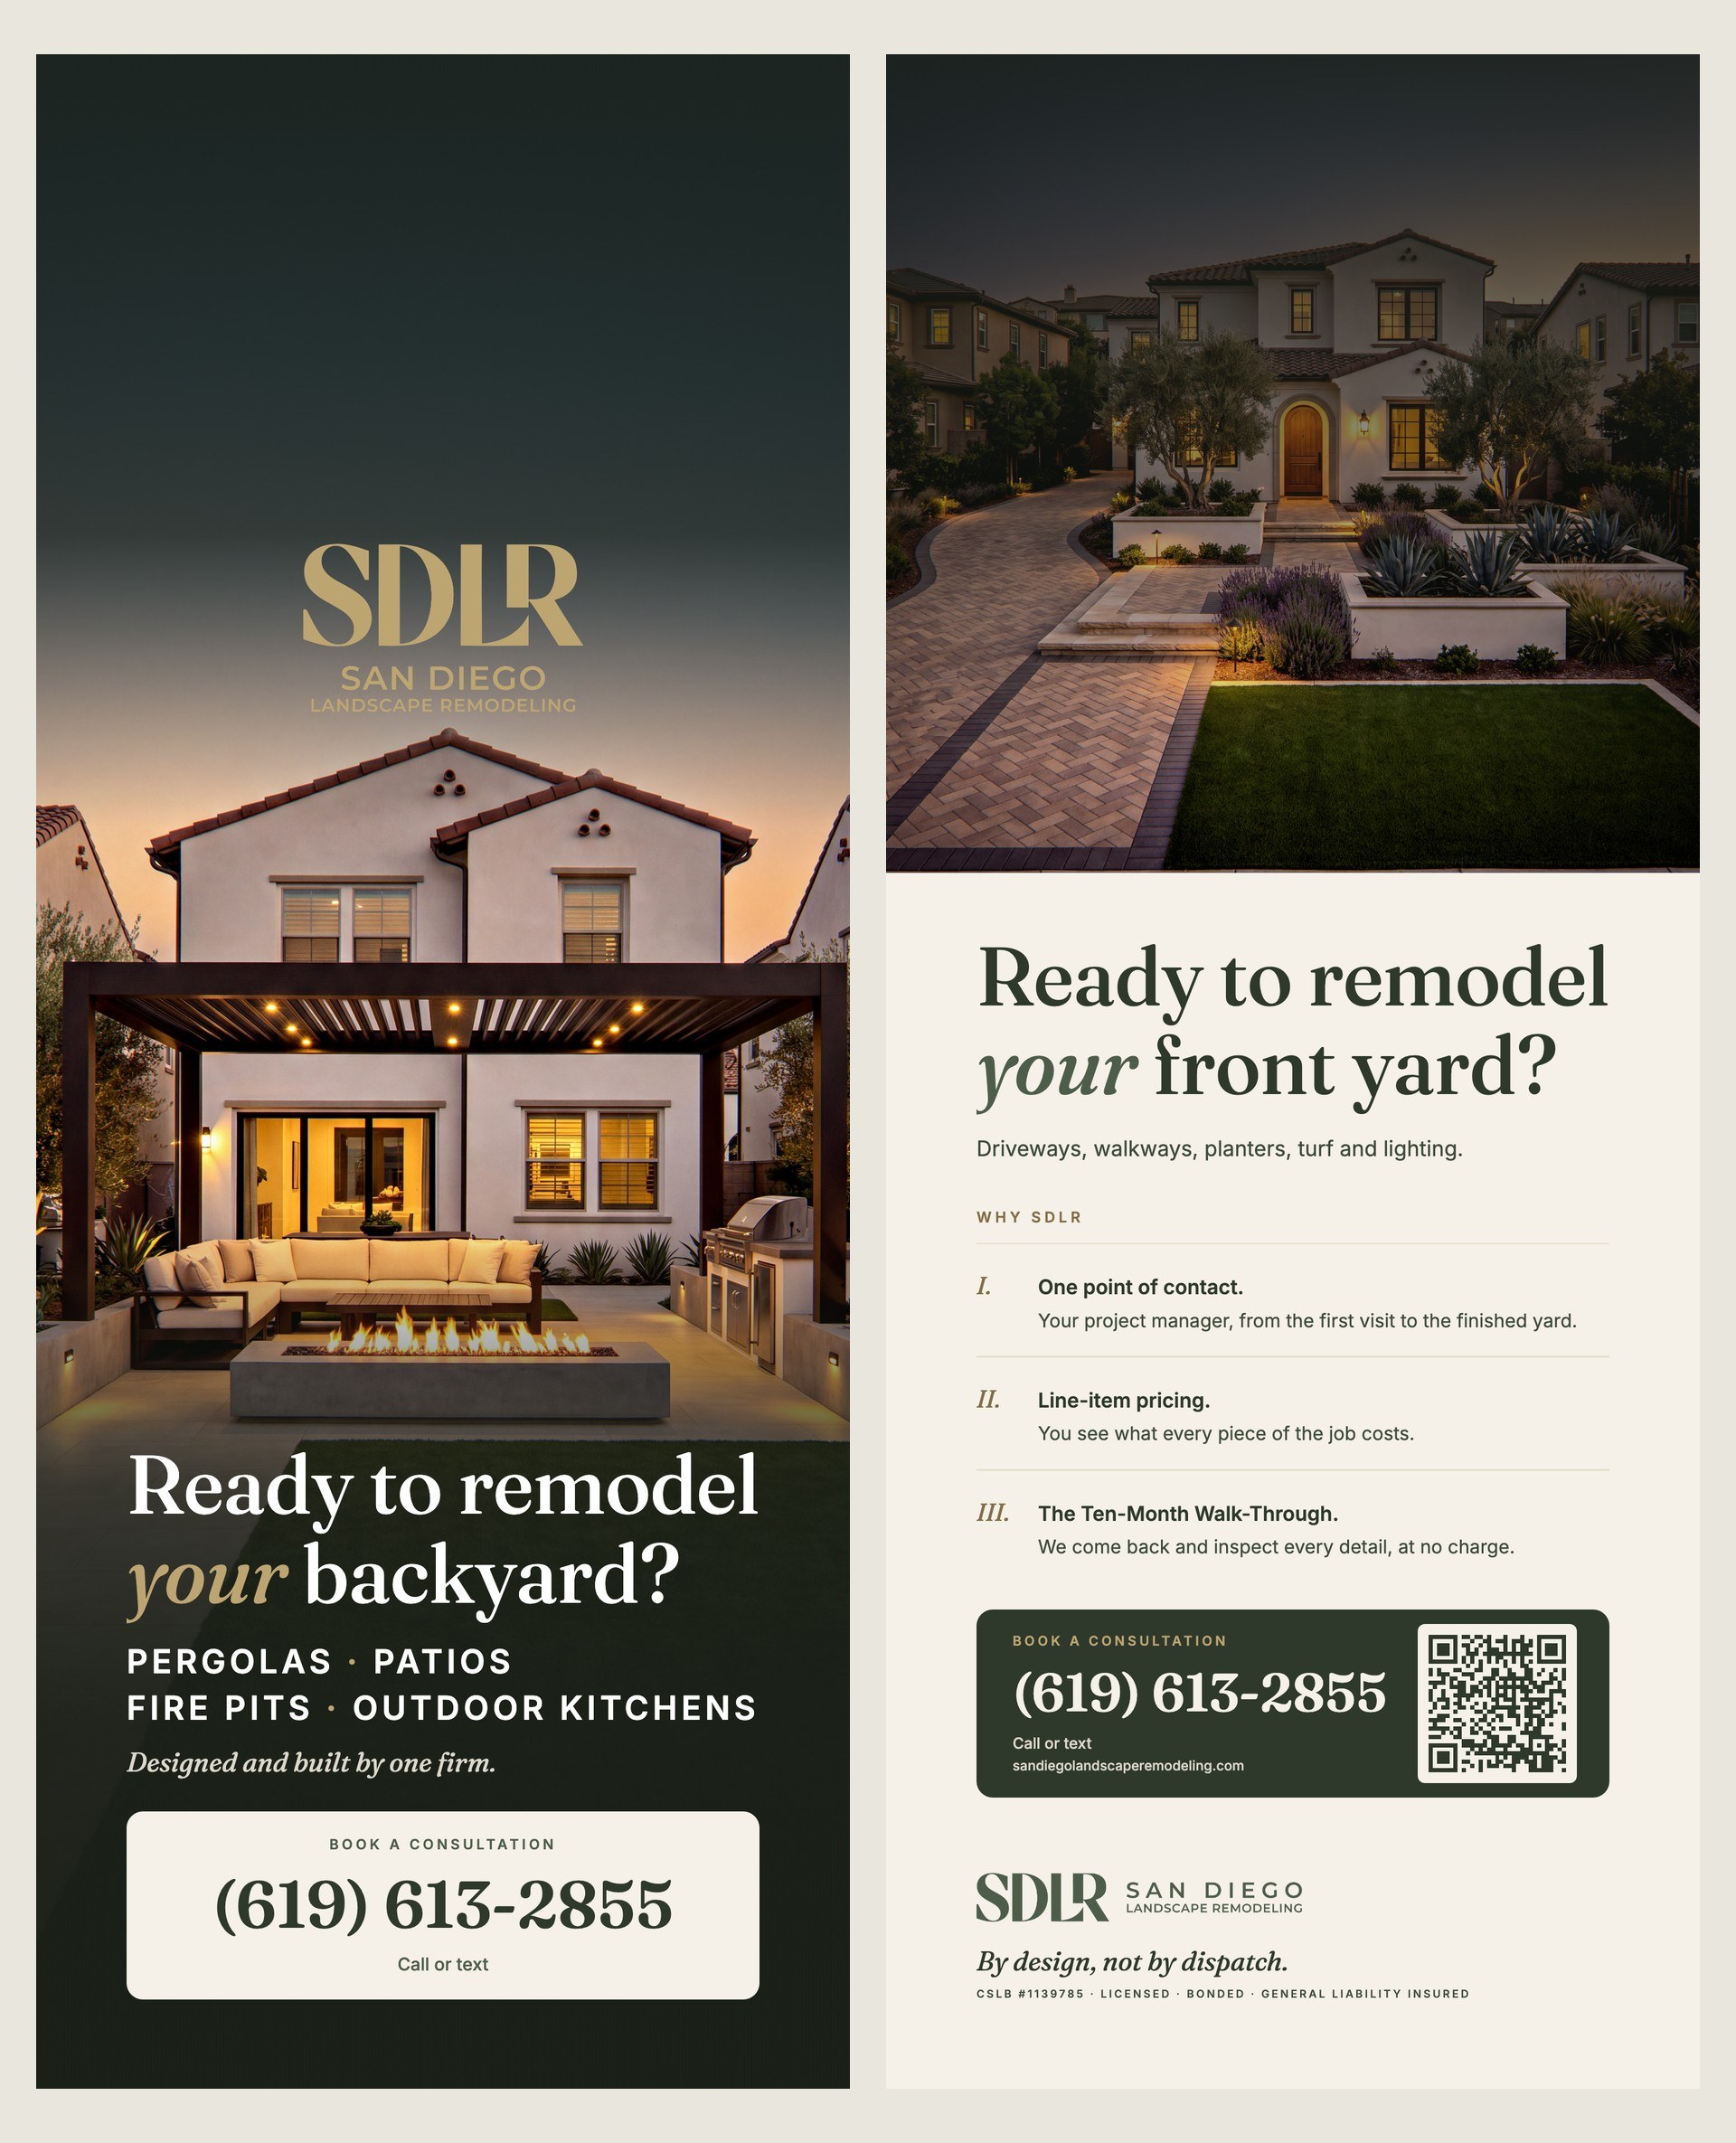 SDLR
SAN DIEGO
LANDSCAPE REMODELING
Ready to remodel
your backyard?
PERGOLAS · PATIOS
FIRE PITS · OUTDOOR KITCHENS
Designed and built by one firm.
BOOK A CONSULTATION
(619) 613-2855
Call or text
Ready to remodel
your front yard?
Driveways, walkways, planters, turf and lighting.
WHY SDLR
I. One point of contact.
Your project manager, from the first visit to the finished yard.
II. Line-item pricing.
You see what every piece of the job costs.
III. The Ten-Month Walk-Through.
We come back and inspect every detail, at no charge.
BOOK A CONSULTATION
(619) 613-2855
Call or text
sandiegolandscaperemodeling.com
SDLR SAN DIEGO
LANDSCAPE REMODELING
By design, not by dispatch.
CSLB #1139785 · LICENSED · BONDED · GENERAL LIABILITY INSURED